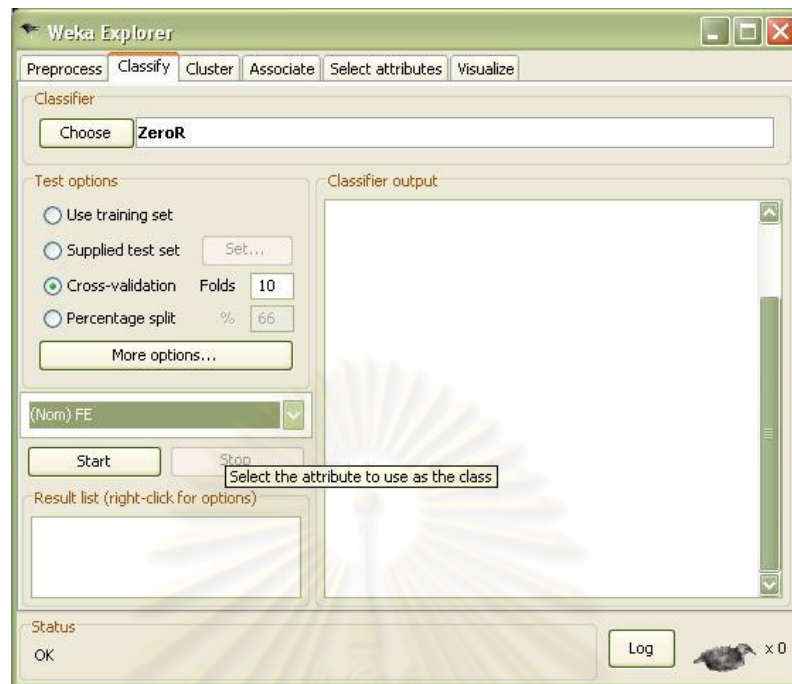 Weka Explorer
Preprocess Classify Cluster Associate Select attributes Visualize
Classifier
Choose ZeroR
Test options
Use training set
Supplied test set Set...
Cross-validation Folds 10
Percentage split % 66
More options...
(Nom) FE
Start Stop
Select the attribute to use as the class
Result list (right-click for options)
Classifier output
Status
OK
Log x 0